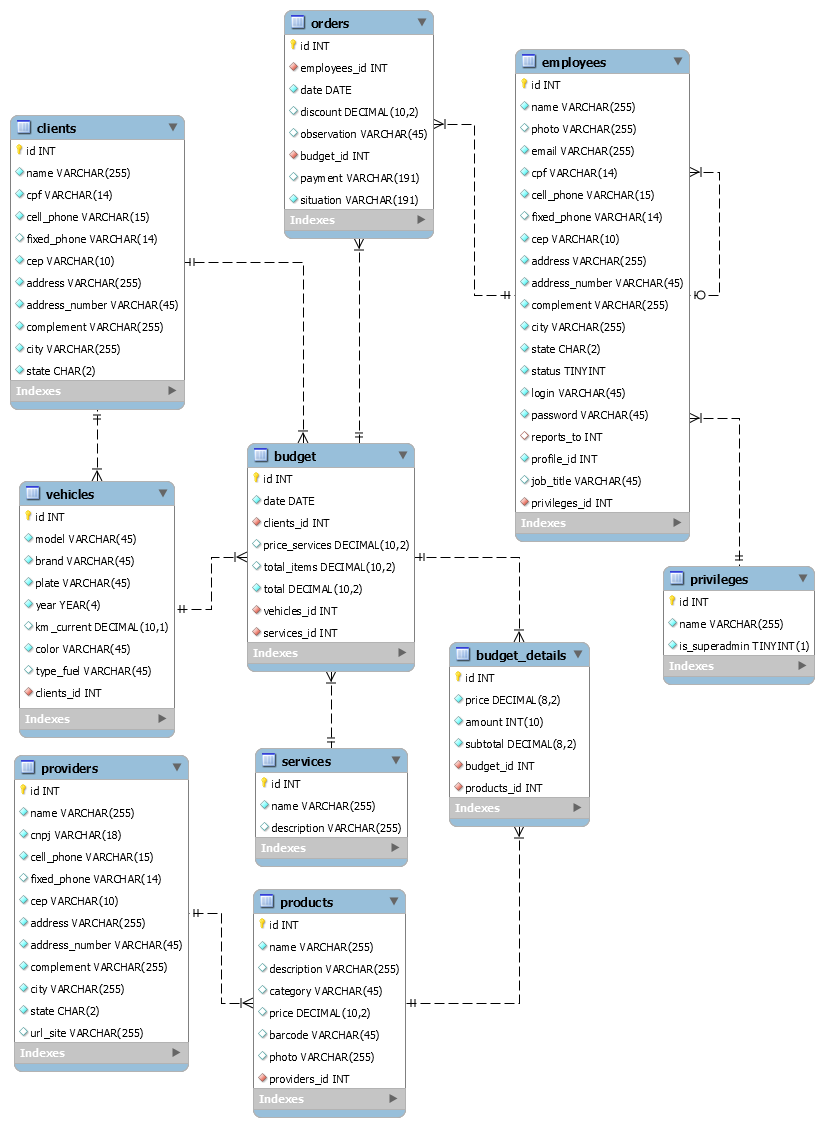 orders
id INT
employees_id INT
date DATE
discount DECIMAL(10,2)
observation VARCHAR(45)
budget_id INT
payment VARCHAR(191)
situation VARCHAR(191)
Indexes
employees
id INT
name VARCHAR(255)
photo VARCHAR(255)
email VARCHAR(255)
cpf VARCHAR(14)
cell_phone VARCHAR(15)
fixed_phone VARCHAR(14)
cep VARCHAR(10)
address VARCHAR(255)
address_number VARCHAR(45)
complement VARCHAR(255)
city VARCHAR(255)
state CHAR(2)
status TINYINT
login VARCHAR(45)
password VARCHAR(45)
reports_to INT
profile_id INT
job_title VARCHAR(45)
privileges_id INT
Indexes
clients
id INT
name VARCHAR(255)
cpf VARCHAR(14)
cell_phone VARCHAR(15)
fixed_phone VARCHAR(14)
cep VARCHAR(10)
address VARCHAR(255)
address_number VARCHAR(45)
complement VARCHAR(255)
city VARCHAR(255)
state CHAR(2)
Indexes
budget
id INT
date DATE
clients_id INT
price_services DECIMAL(10,2)
total_items DECIMAL(10,2)
total DECIMAL(10,2)
vehicles_id INT
services_id INT
Indexes
vehicles
id INT
model VARCHAR(45)
brand VARCHAR(45)
plate VARCHAR(45)
year YEAR(4)
km_current DECIMAL(10,1)
color VARCHAR(45)
type_fuel VARCHAR(45)
clients_id INT
Indexes
privileges
id INT
name VARCHAR(255)
is_superadmin TINYINT(1)
Indexes
budget_details
id INT
price DECIMAL(8,2)
amount INT(10)
subtotal DECIMAL(8,2)
budget_id INT
products_id INT
Indexes
services
id INT
name VARCHAR(255)
description VARCHAR(255)
Indexes
providers
id INT
name VARCHAR(255)
cnpj VARCHAR(18)
cell_phone VARCHAR(15)
fixed_phone VARCHAR(14)
cep VARCHAR(10)
address VARCHAR(255)
address_number VARCHAR(45)
complement VARCHAR(255)
city VARCHAR(255)
state CHAR(2)
url_site VARCHAR(255)
Indexes
products
id INT
name VARCHAR(255)
description VARCHAR(255)
category VARCHAR(45)
price DECIMAL(10,2)
barcode VARCHAR(45)
photo VARCHAR(255)
providers_id INT
Indexes